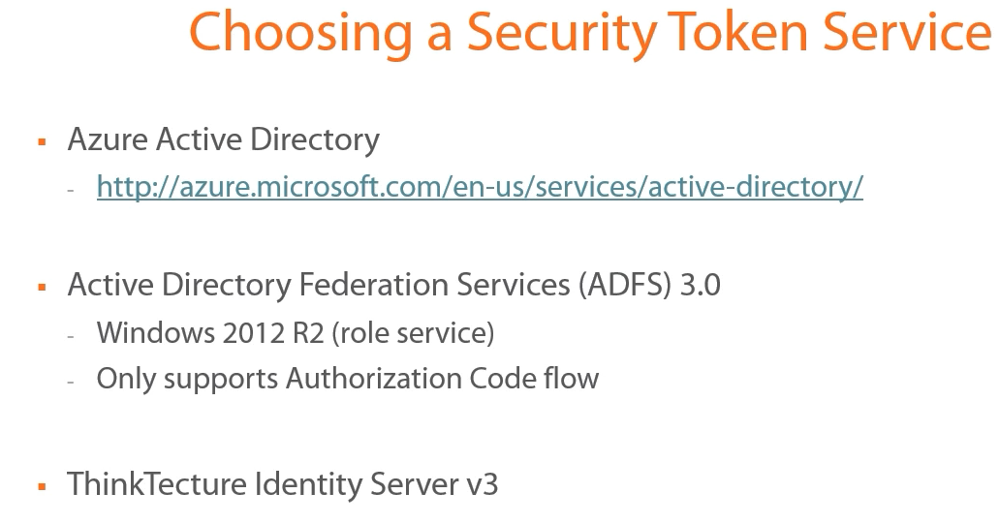 Choosing a Security Token Service
▪ Azure Active Directory
- http://azure.microsoft.com/en-us/services/active-directory/
▪ Active Directory Federation Services (ADFS) 3.0
- Windows 2012 R2 (role service)
- Only supports Authorization Code flow
▪ ThinkTecture Identity Server v3